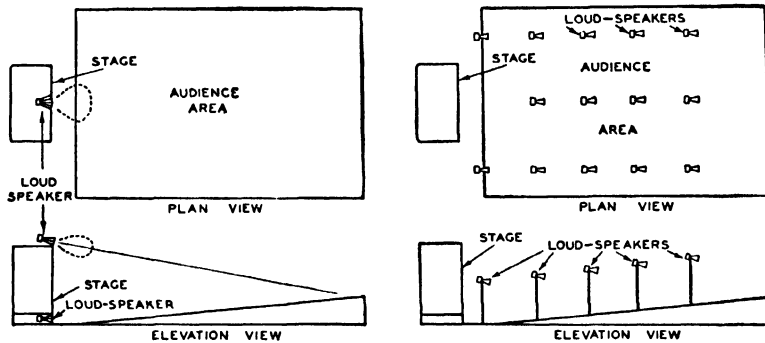 STAGE
AUDIENCE
AREA
LOUD
SPEAKER
PLAN VIEW
STAGE
LOUD-SPEAKER
ELEVATION VIEW
LOUD-SPEAKERS
STAGE
AUDIENCE
AREA
PLAN VIEW
STAGE
LOUD-SPEAKERS
ELEVATION VIEW